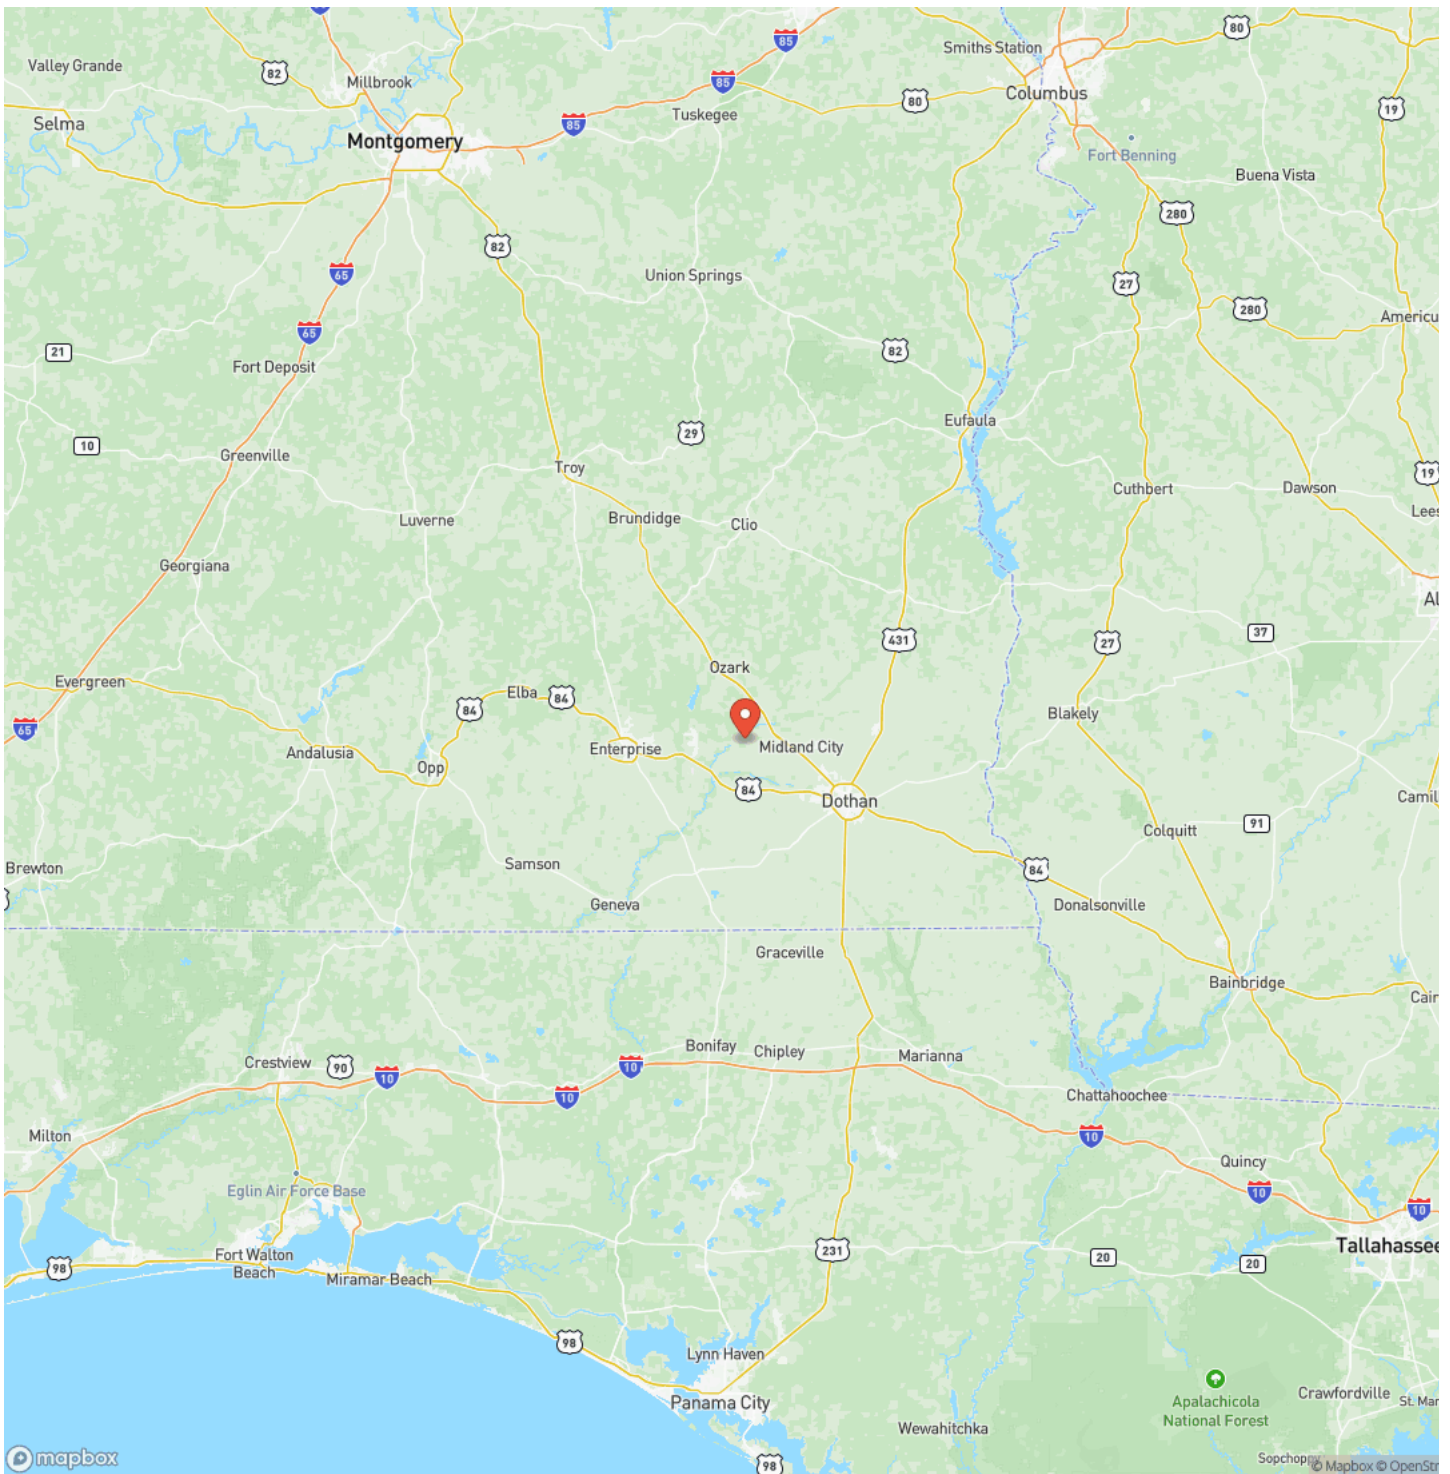 85
80
Smiths Station
Valley Grande
82
Millbrook
85
Columbus
80
19
Selma
85
Tuskegee
Montgomery
Fort Benning
Buena Vista
280
82
65
Union Springs
27
280
65
Americu
21
Fort Deposit
82
Eufaula
10
29
Greenville
Troy
19
Cuthbert
Dawson
Luverne
Brundidge
Clio
Lees
Georgiana
Al
431
37
27
Ozark
Evergreen
Elba
84
84
65
Blakely
Andalusia
Enterprise
Midland City
Opp
84
Dothan
Camil
Colquitt
91
Brewton
Samson
84
Geneva
Donalsonville
Graceville
Bainbridge
Cair
Bonifay
Chipley
Marianna
Crestview
90
10
10
10
Chattahoochee
Milton
10
Quincy
Eglin Air Force Base
10
10
Fort Walton
Beach
98
231
20
20
Tallahassee
Miramar Beach
98
Lynn Haven
Panama City
Apalachicola
National Forest
Crawfordville
St. Mar
Wewahitchka
98
Sopchoppy
mapbox
© Mapbox © OpenStr